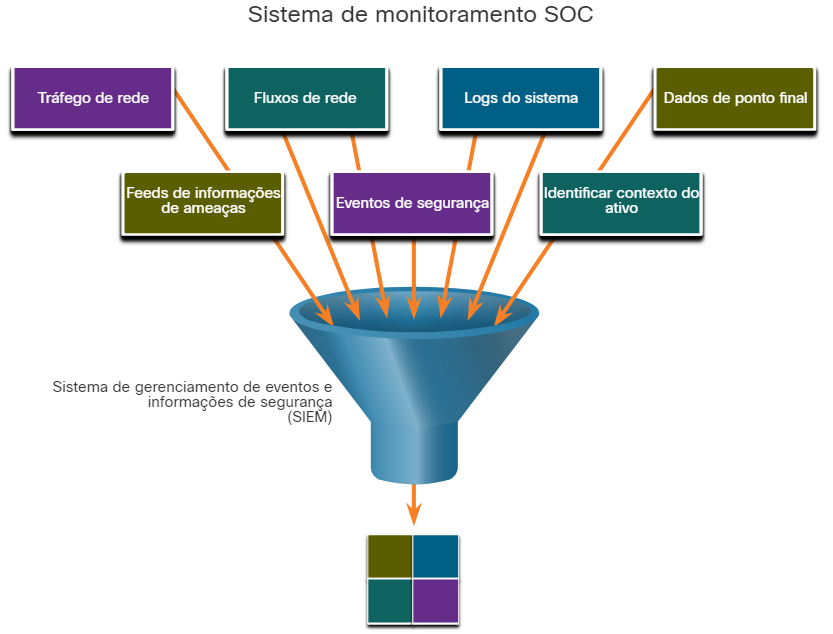 Sistema de monitoramento SOC
Tráfego de rede
Fluxos de rede
Logs do sistema
Dados de ponto final
Feeds de informações
de ameaças
Eventos de segurança
Identificar contexto do
ativo
Sistema de gerenciamento de eventos e
informações de segurança
(SIEM)